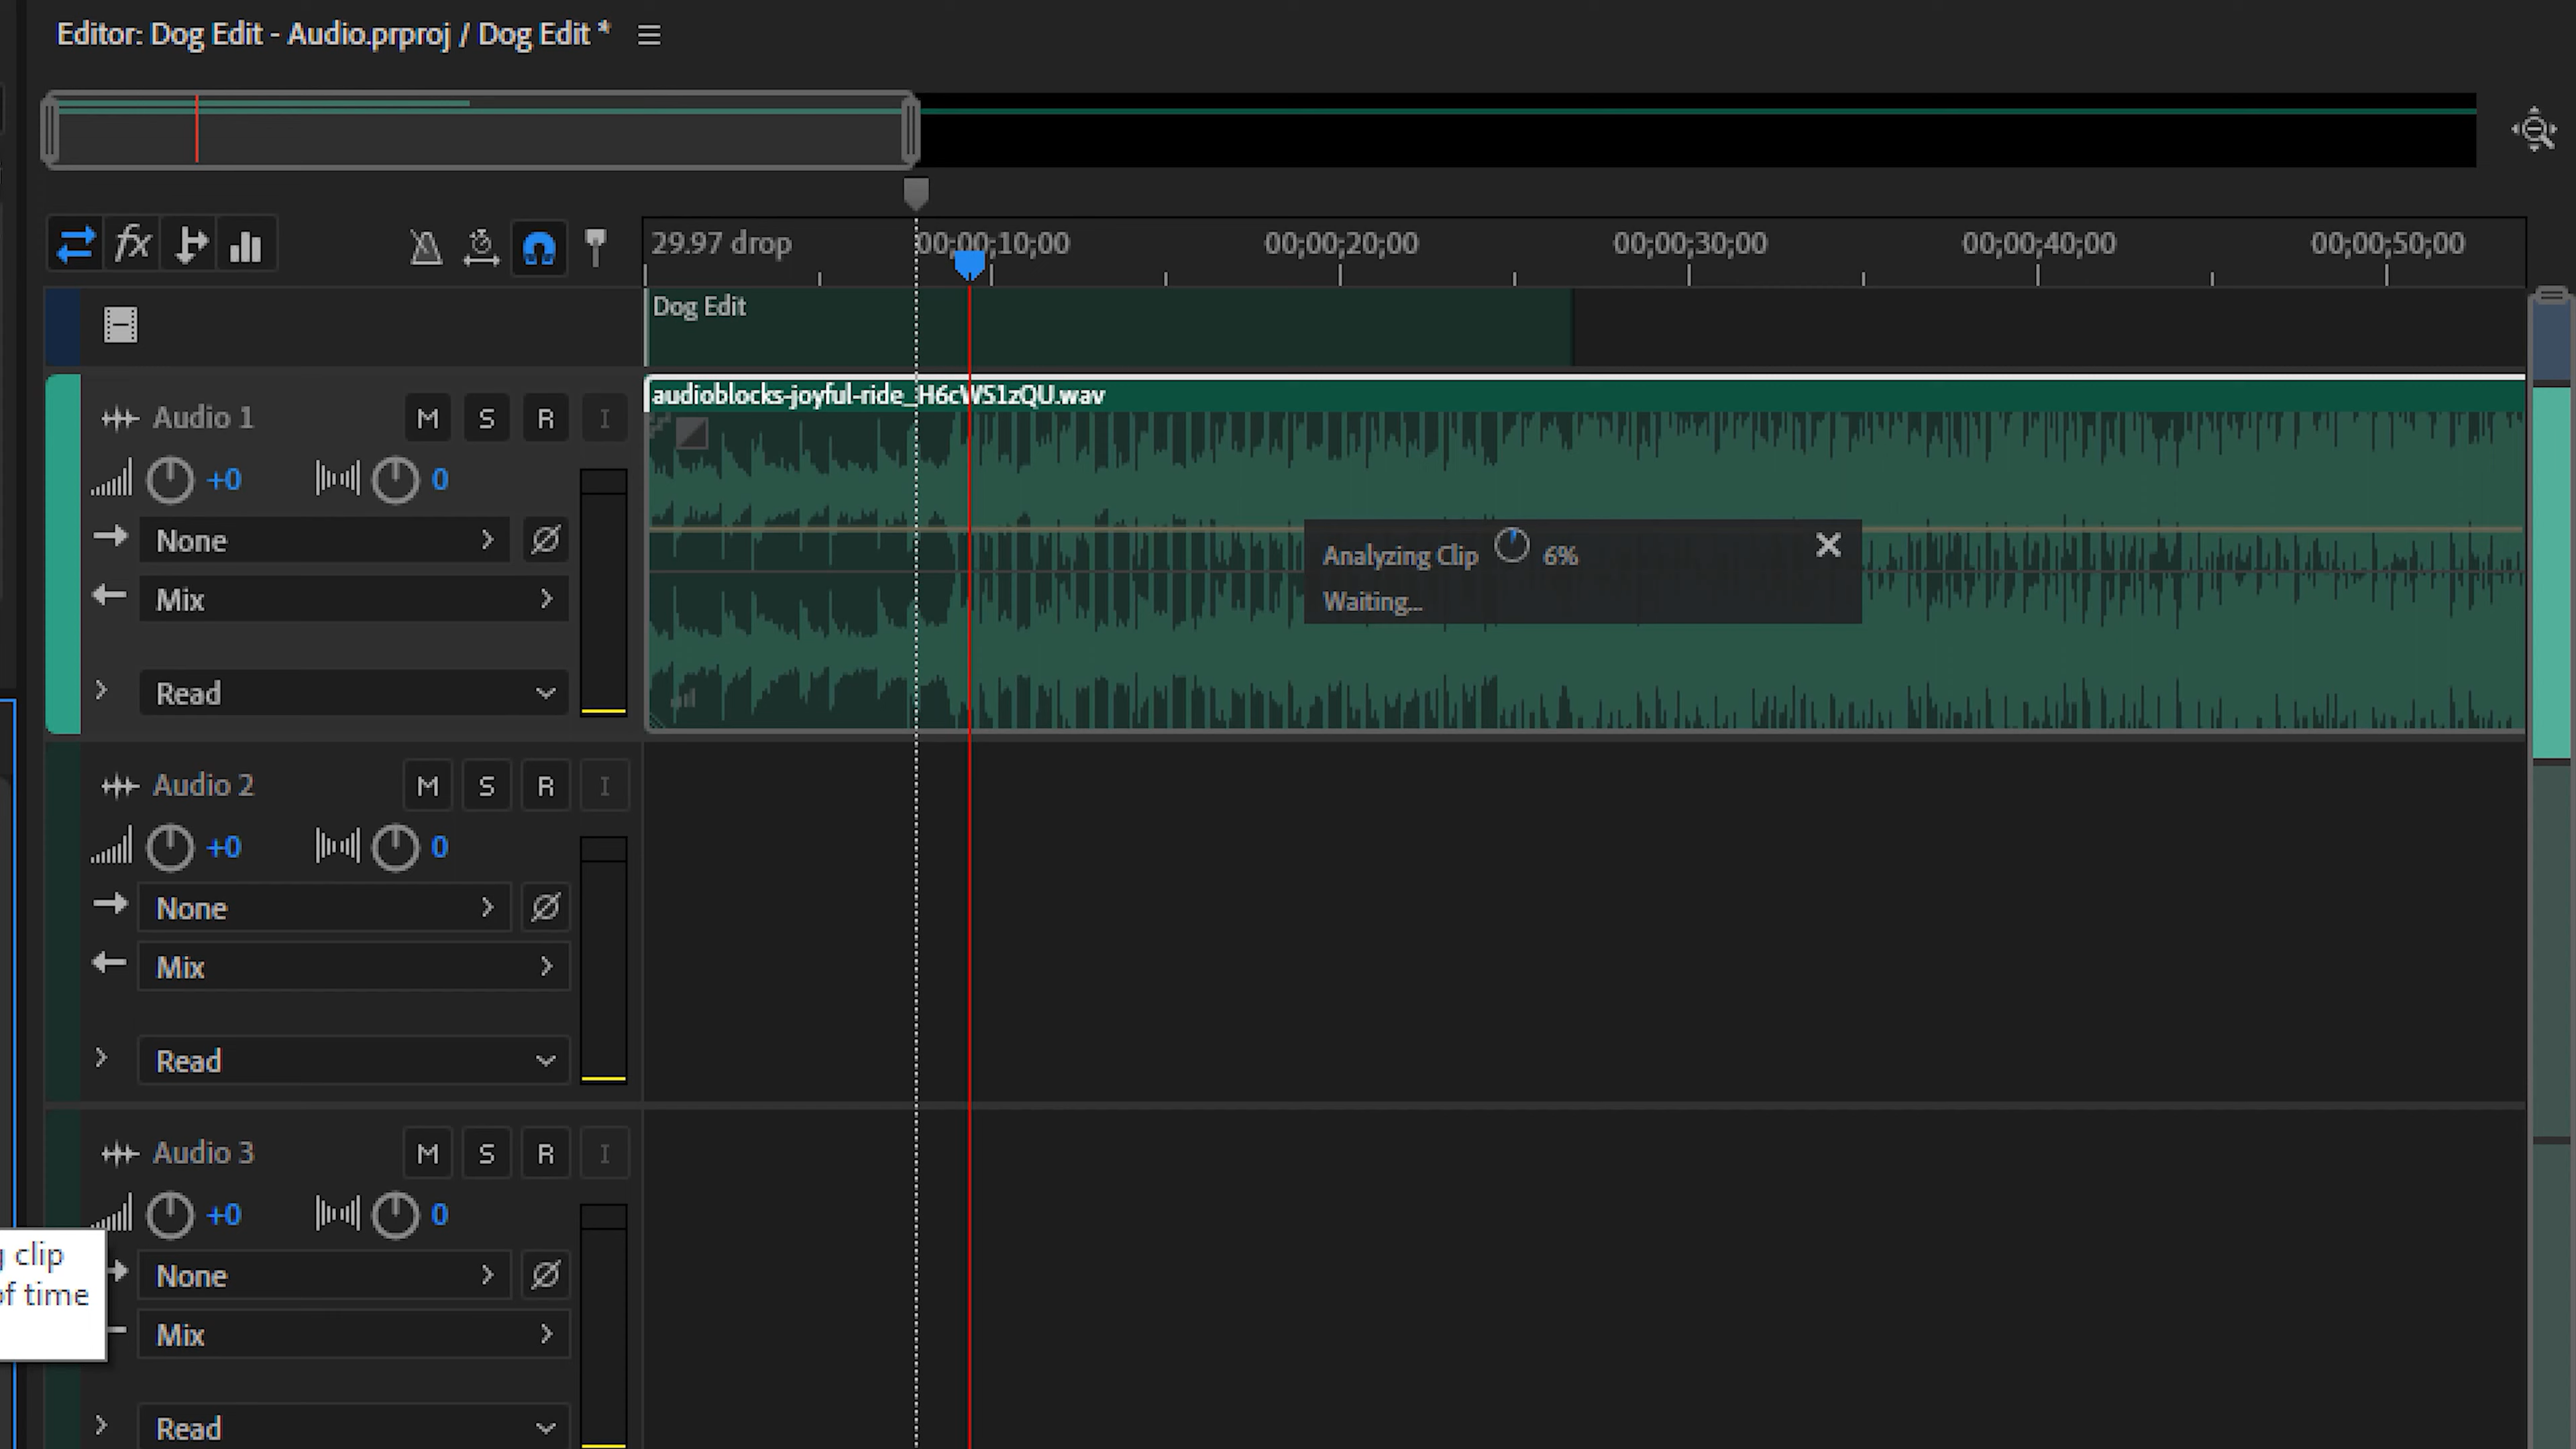 Editor: Dog Edit - Audio.prproj / Dog Edit *
fx
29.97 drop
00;00;10;00
00;00;20;00
00;00;30;00
00;00;40;00
00;00;50;00
Dog Edit
Audio 1
M S R I
audioblocks-joyful-ride_H6cWS1zQU.wav
+0
0
None
Analyzing Clip 6%
Waiting...
Mix
Read
Audio 2
M S R I
+0
0
None
Mix
Read
Audio 3
M S R I
+0
0
clip
of time
None
Mix
Read